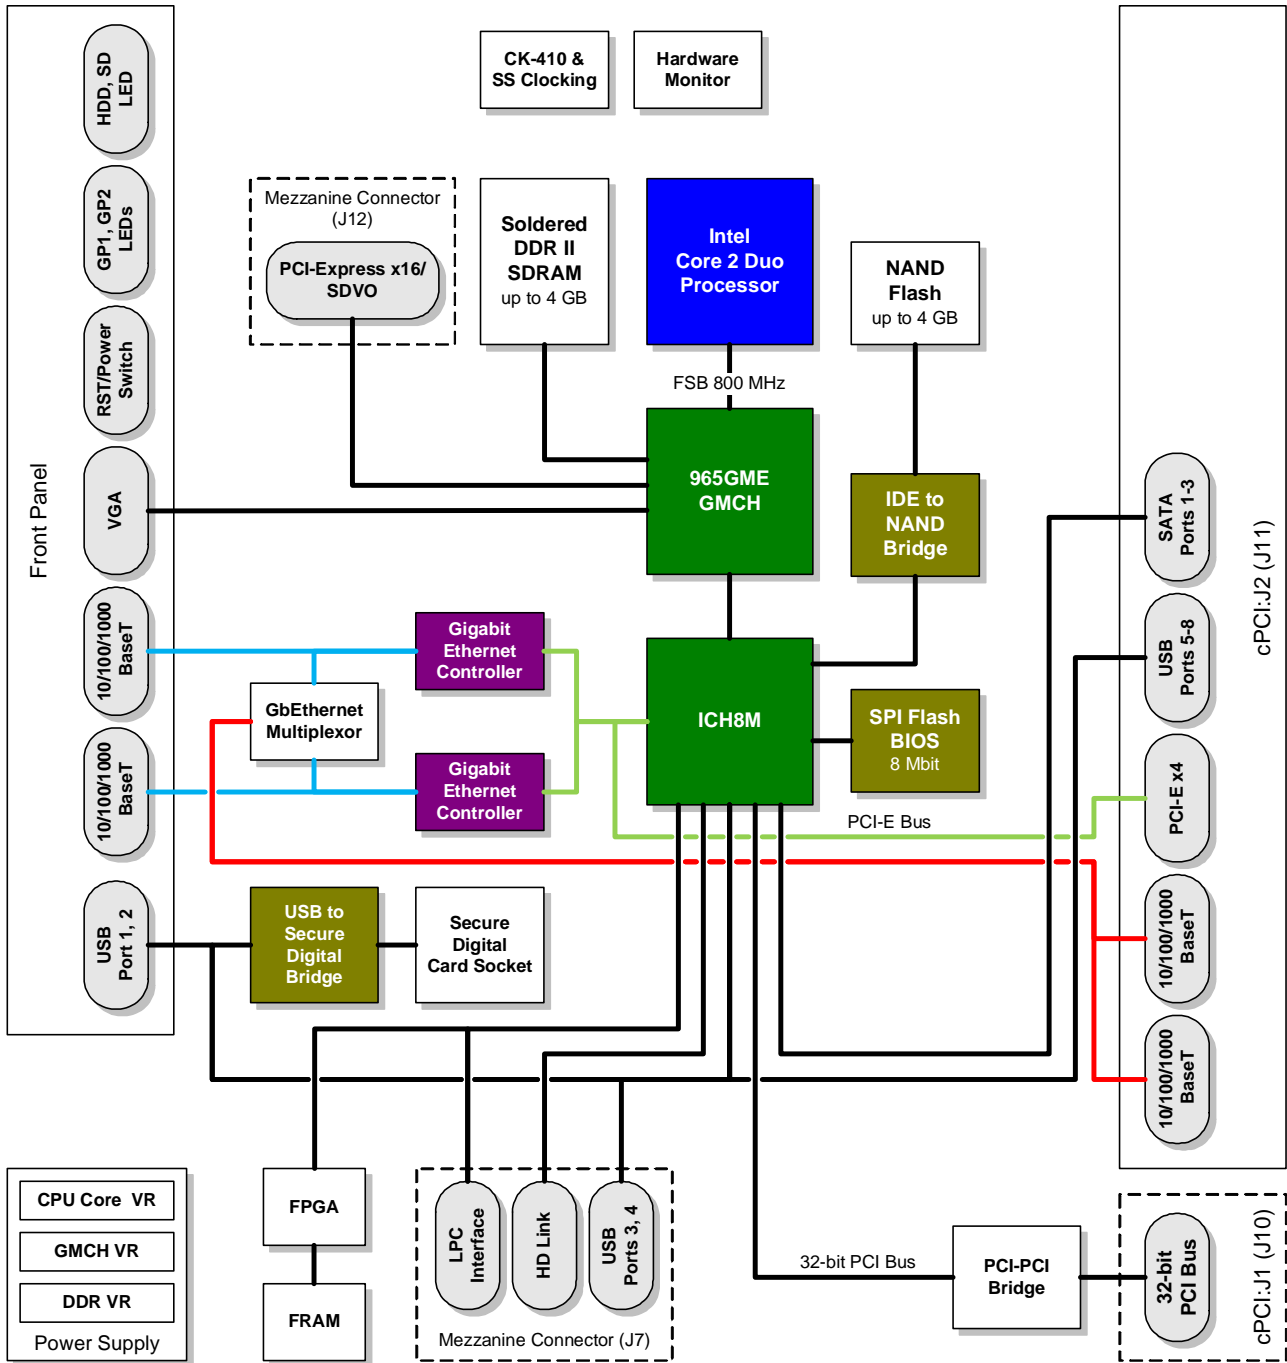 CK-410 &
SS Clocking
Hardware
Monitor
Front Panel
HDD, SD
LED
GP1, GP2
LEDs
RST/Power
Switch
VGA
10/100/1000
BaseT
10/100/1000
BaseT
USB
Port 1, 2
Mezzanine Connector
(J12)
PCI-Express x16/
SDVO
Soldered
DDR II
SDRAM
up to 4 GB
Intel
Core 2 Duo
Processor
NAND
Flash
up to 4 GB
FSB 800 MHz
965GME
GMCH
IDE to
NAND
Bridge
Gigabit
Ethernet
Controller
GbEthernet
Multiplexor
Gigabit
Ethernet
Controller
ICH8M
SPI Flash
BIOS
8 Mbit
PCI-E Bus
USB to
Secure
Digital
Bridge
Secure
Digital
Card Socket
cPCI:J2 (J11)
SATA
Ports 1-3
USB
Ports 5-8
PCI-E x4
10/100/1000
BaseT
10/100/1000
BaseT
CPU Core VR
GMCH VR
DDR VR
Power Supply
FPGA
FRAM
LPC
Interface
HD Link
USB
Ports 3, 4
Mezzanine Connector (J7)
32-bit PCI Bus
PCI-PCI
Bridge
32-bit
PCI Bus
cPCI:J1 (J10)